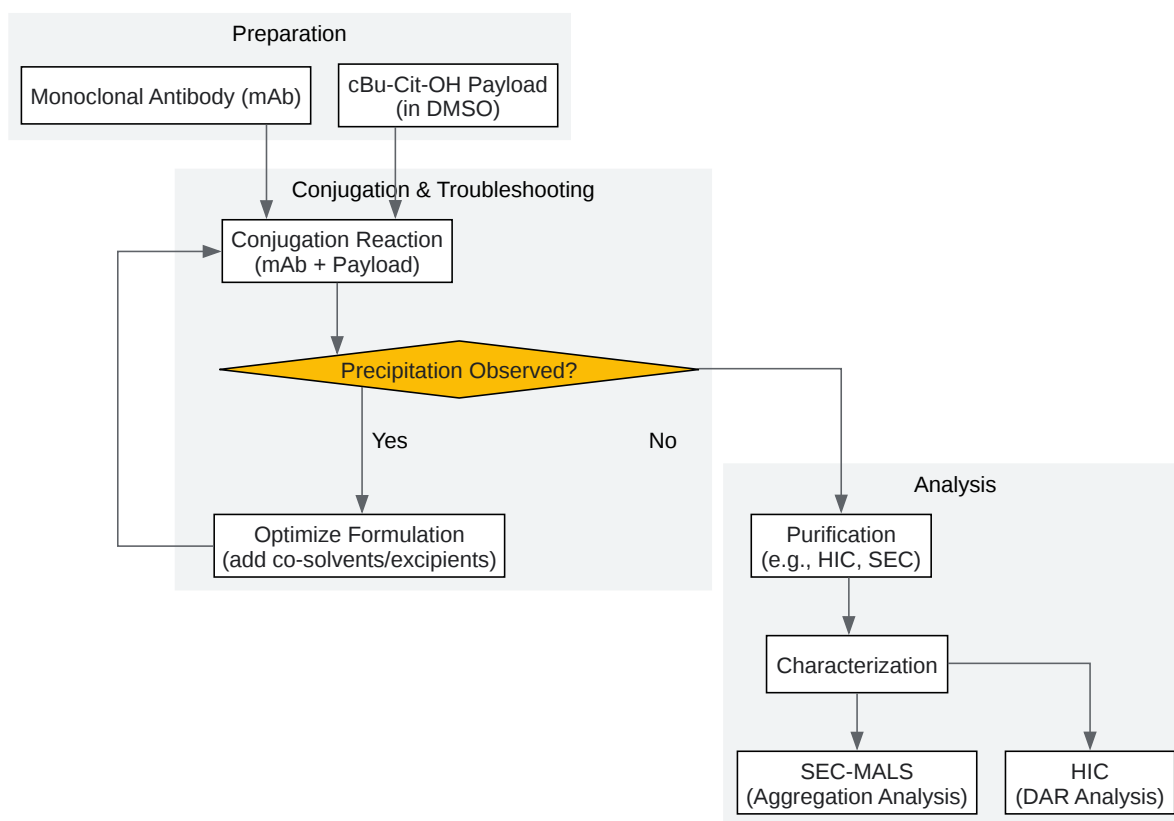 Preparation
Monoclonal Antibody (mAb)
cBu-Cit-OH Payload
(in DMSO)
Conjugation & Troubleshooting
Conjugation Reaction
(mAb + Payload)
Precipitation Observed?
Yes
No
Optimize Formulation
(add co-solvents/excipients)
Analysis
Purification
(e.g., HIC, SEC)
Characterization
SEC-MALS
(Aggregation Analysis)
HIC
(DAR Analysis)